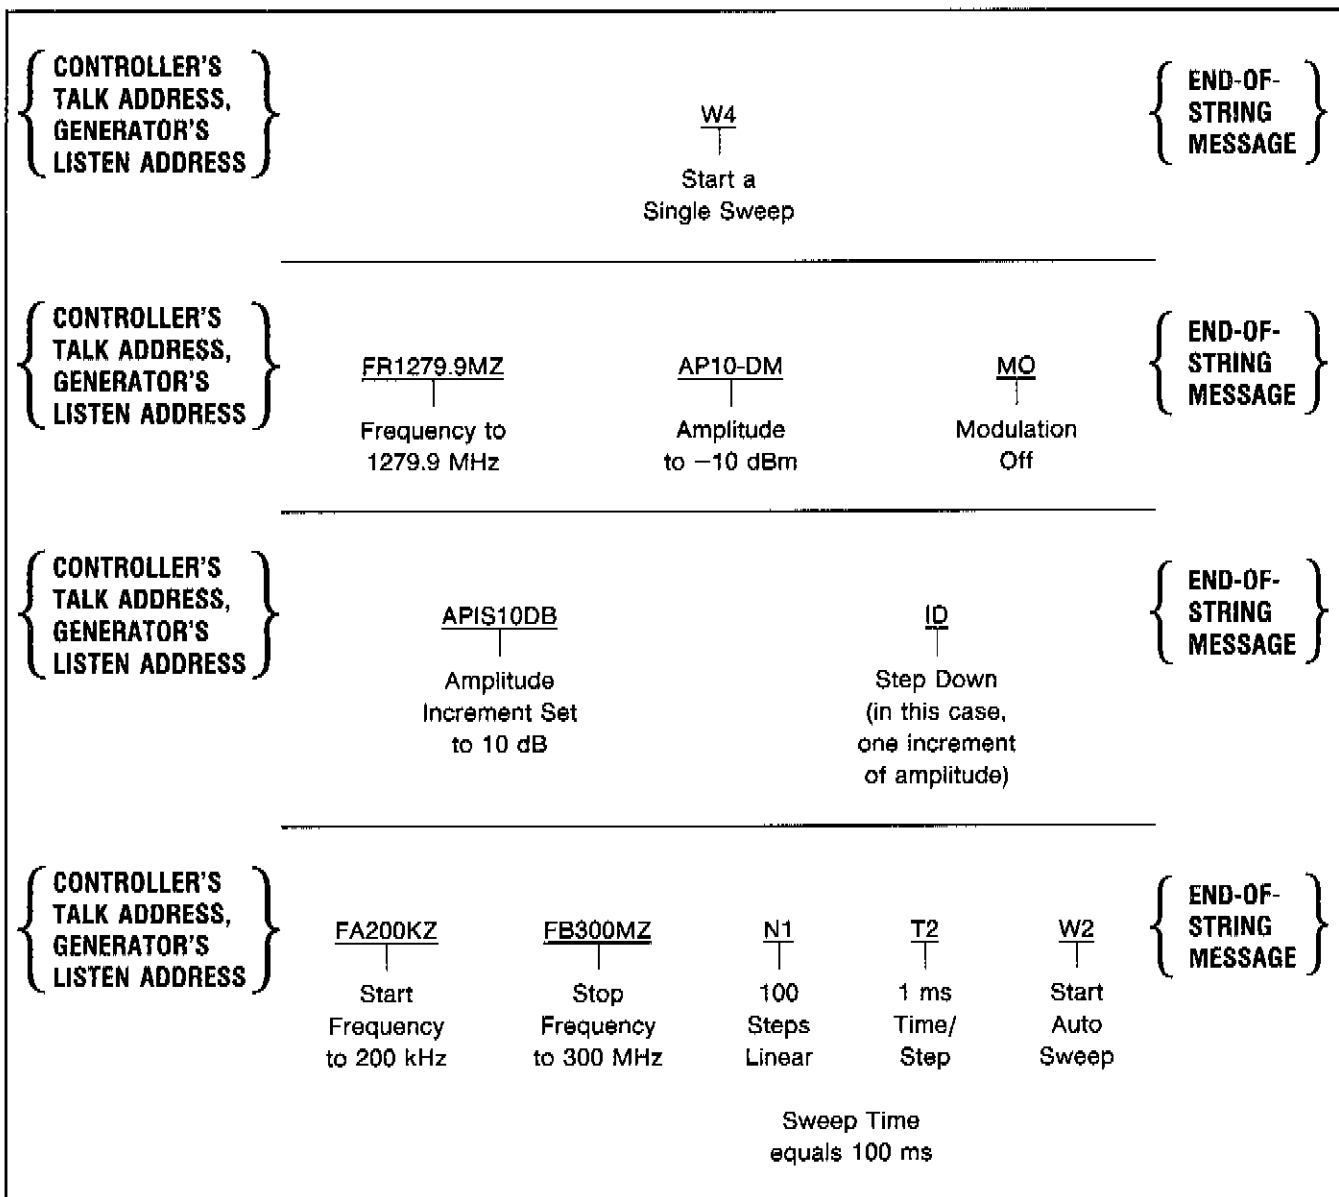 CONTROLLER'S
TALK ADDRESS,
GENERATOR'S
LISTEN ADDRESS
W4
Start a
Single Sweep
END-OF-
STRING
MESSAGE
CONTROLLER'S
TALK ADDRESS,
GENERATOR'S
LISTEN ADDRESS
FR1279.9MZ
Frequency to
1279.9 MHz
AP10-DM
Amplitude
to −10 dBm
MO
Modulation
Off
END-OF-
STRING
MESSAGE
CONTROLLER'S
TALK ADDRESS,
GENERATOR'S
LISTEN ADDRESS
APIS10DB
Amplitude
Increment Set
to 10 dB
ID
Step Down
(in this case,
one increment
of amplitude)
END-OF-
STRING
MESSAGE
CONTROLLER'S
TALK ADDRESS,
GENERATOR'S
LISTEN ADDRESS
FA200KZ
Start
Frequency
to 200 kHz
FB300MZ
Stop
Frequency
to 300 MHz
N1
100
Steps
Linear
T2
1 ms
Time/
Step
W2
Start
Auto
Sweep
Sweep Time
equals 100 ms
END-OF-
STRING
MESSAGE